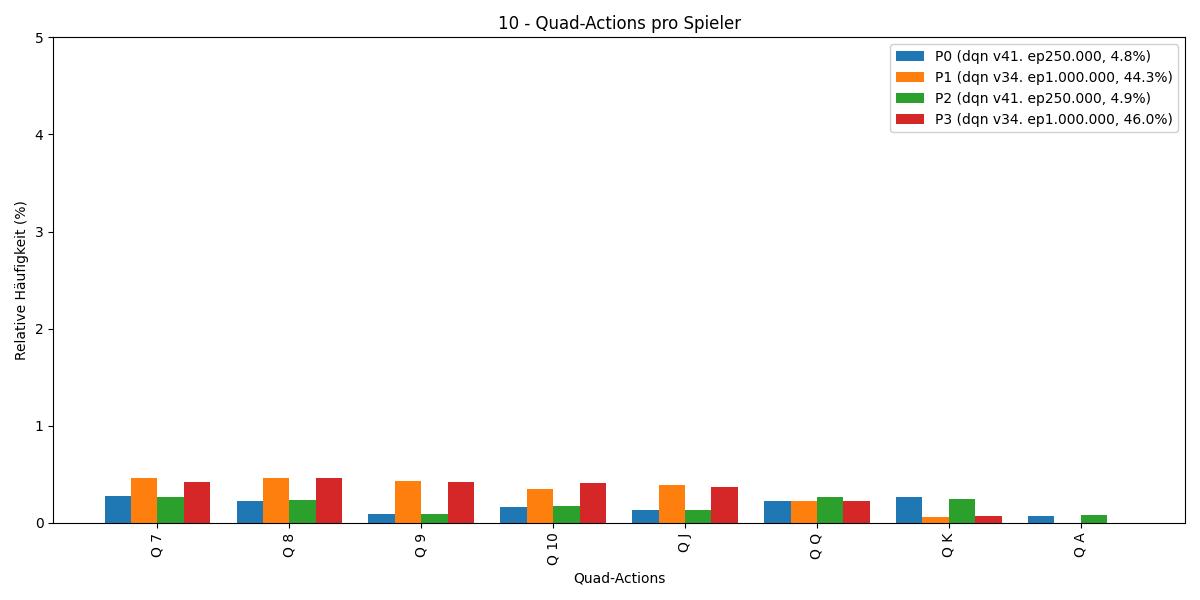 10 - Quad-Actions pro Spieler
P0 (dqn v41. ep250.000, 4.8%)
P1 (dqn v34. ep1.000.000, 44.3%)
P2 (dqn v41. ep250.000, 4.9%)
P3 (dqn v34. ep1.000.000, 46.0%)
Relative Häufigkeit (%)
5
4
3
2
1
0
Q 7
Q 8
Q 9
Q 10
Q J
Q Q
Q K
Q A
Quad-Actions